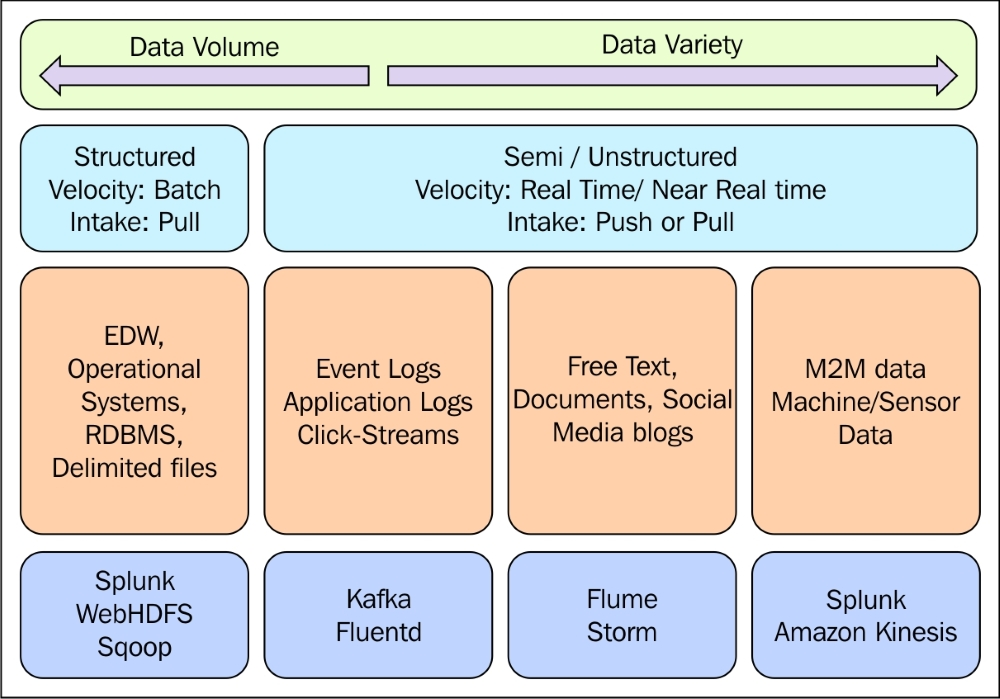 Data Volume
Data Variety
Structured
Velocity: Batch
Intake: Pull
Semi / Unstructured
Velocity: Real Time/ Near Real time
Intake: Push or Pull
EDW,
Operational
Systems,
RDBMS,
Delimited files
Event Logs
Application Logs
Click-Streams
Free Text,
Documents, Social
Media blogs
M2M data
Machine/Sensor
Data
Splunk
WebHDFS
Sqoop
Kafka
Fluentd
Flume
Storm
Splunk
Amazon Kinesis